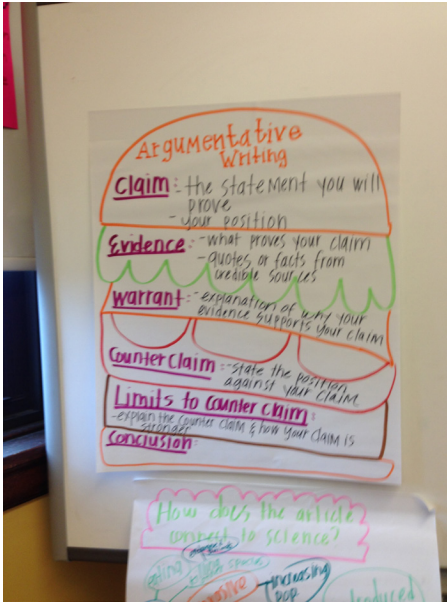 Argumentative
Writing
Claim:-the statement you will
prove
-your position
Evidence:-what proves your claim
-quotes or facts from
credible sources
Warrant:-explanation of why your
evidence supports your claim
Counterclaim:-state the position
against your claim
Limits to counter claim:
-explain the counter claim & how your claim is
stronger
Conclusion:
How does the article
connect to science?
increasing
pop